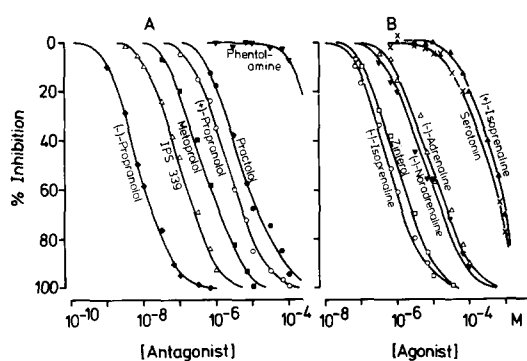 A
B
% Inhibition
0
20
40
60
80
100
(-)-Propranolol
IPS 339
Metaprolol
(+)-Propranolol
Practolol
Phentol-
amine
(-)-Isoprenaline
Zinterol
(-)-Noradrenaline
(-)-Adrenaline
Serotonin
(+)-Isoprenaline
10⁻¹⁰
10⁻⁸
10⁻⁶
10⁻⁴
[Antagonist]
10⁻⁸
10⁻⁶
10⁻⁴
M
[Agonist]